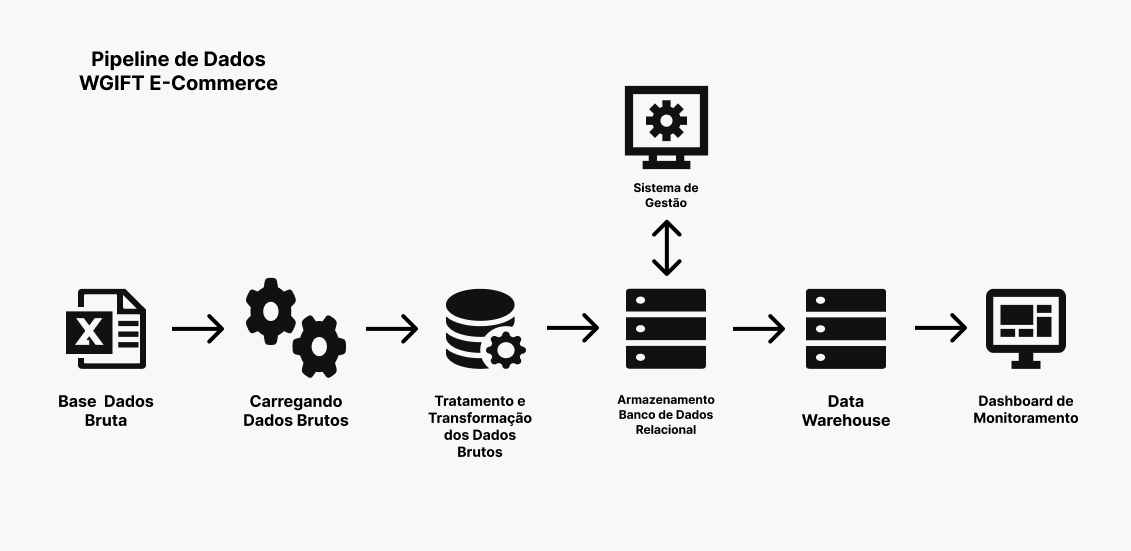 Pipeline de Dados
WGIFT E-Commerce
Sistema de
Gestão
X
Base Dados
Bruta
Carregando
Dados Brutos
Tratamento e
Transformação
dos Dados
Brutos
Armazenamento
Banco de Dados
Relacional
Data
Warehouse
Dashboard de
Monitoramento